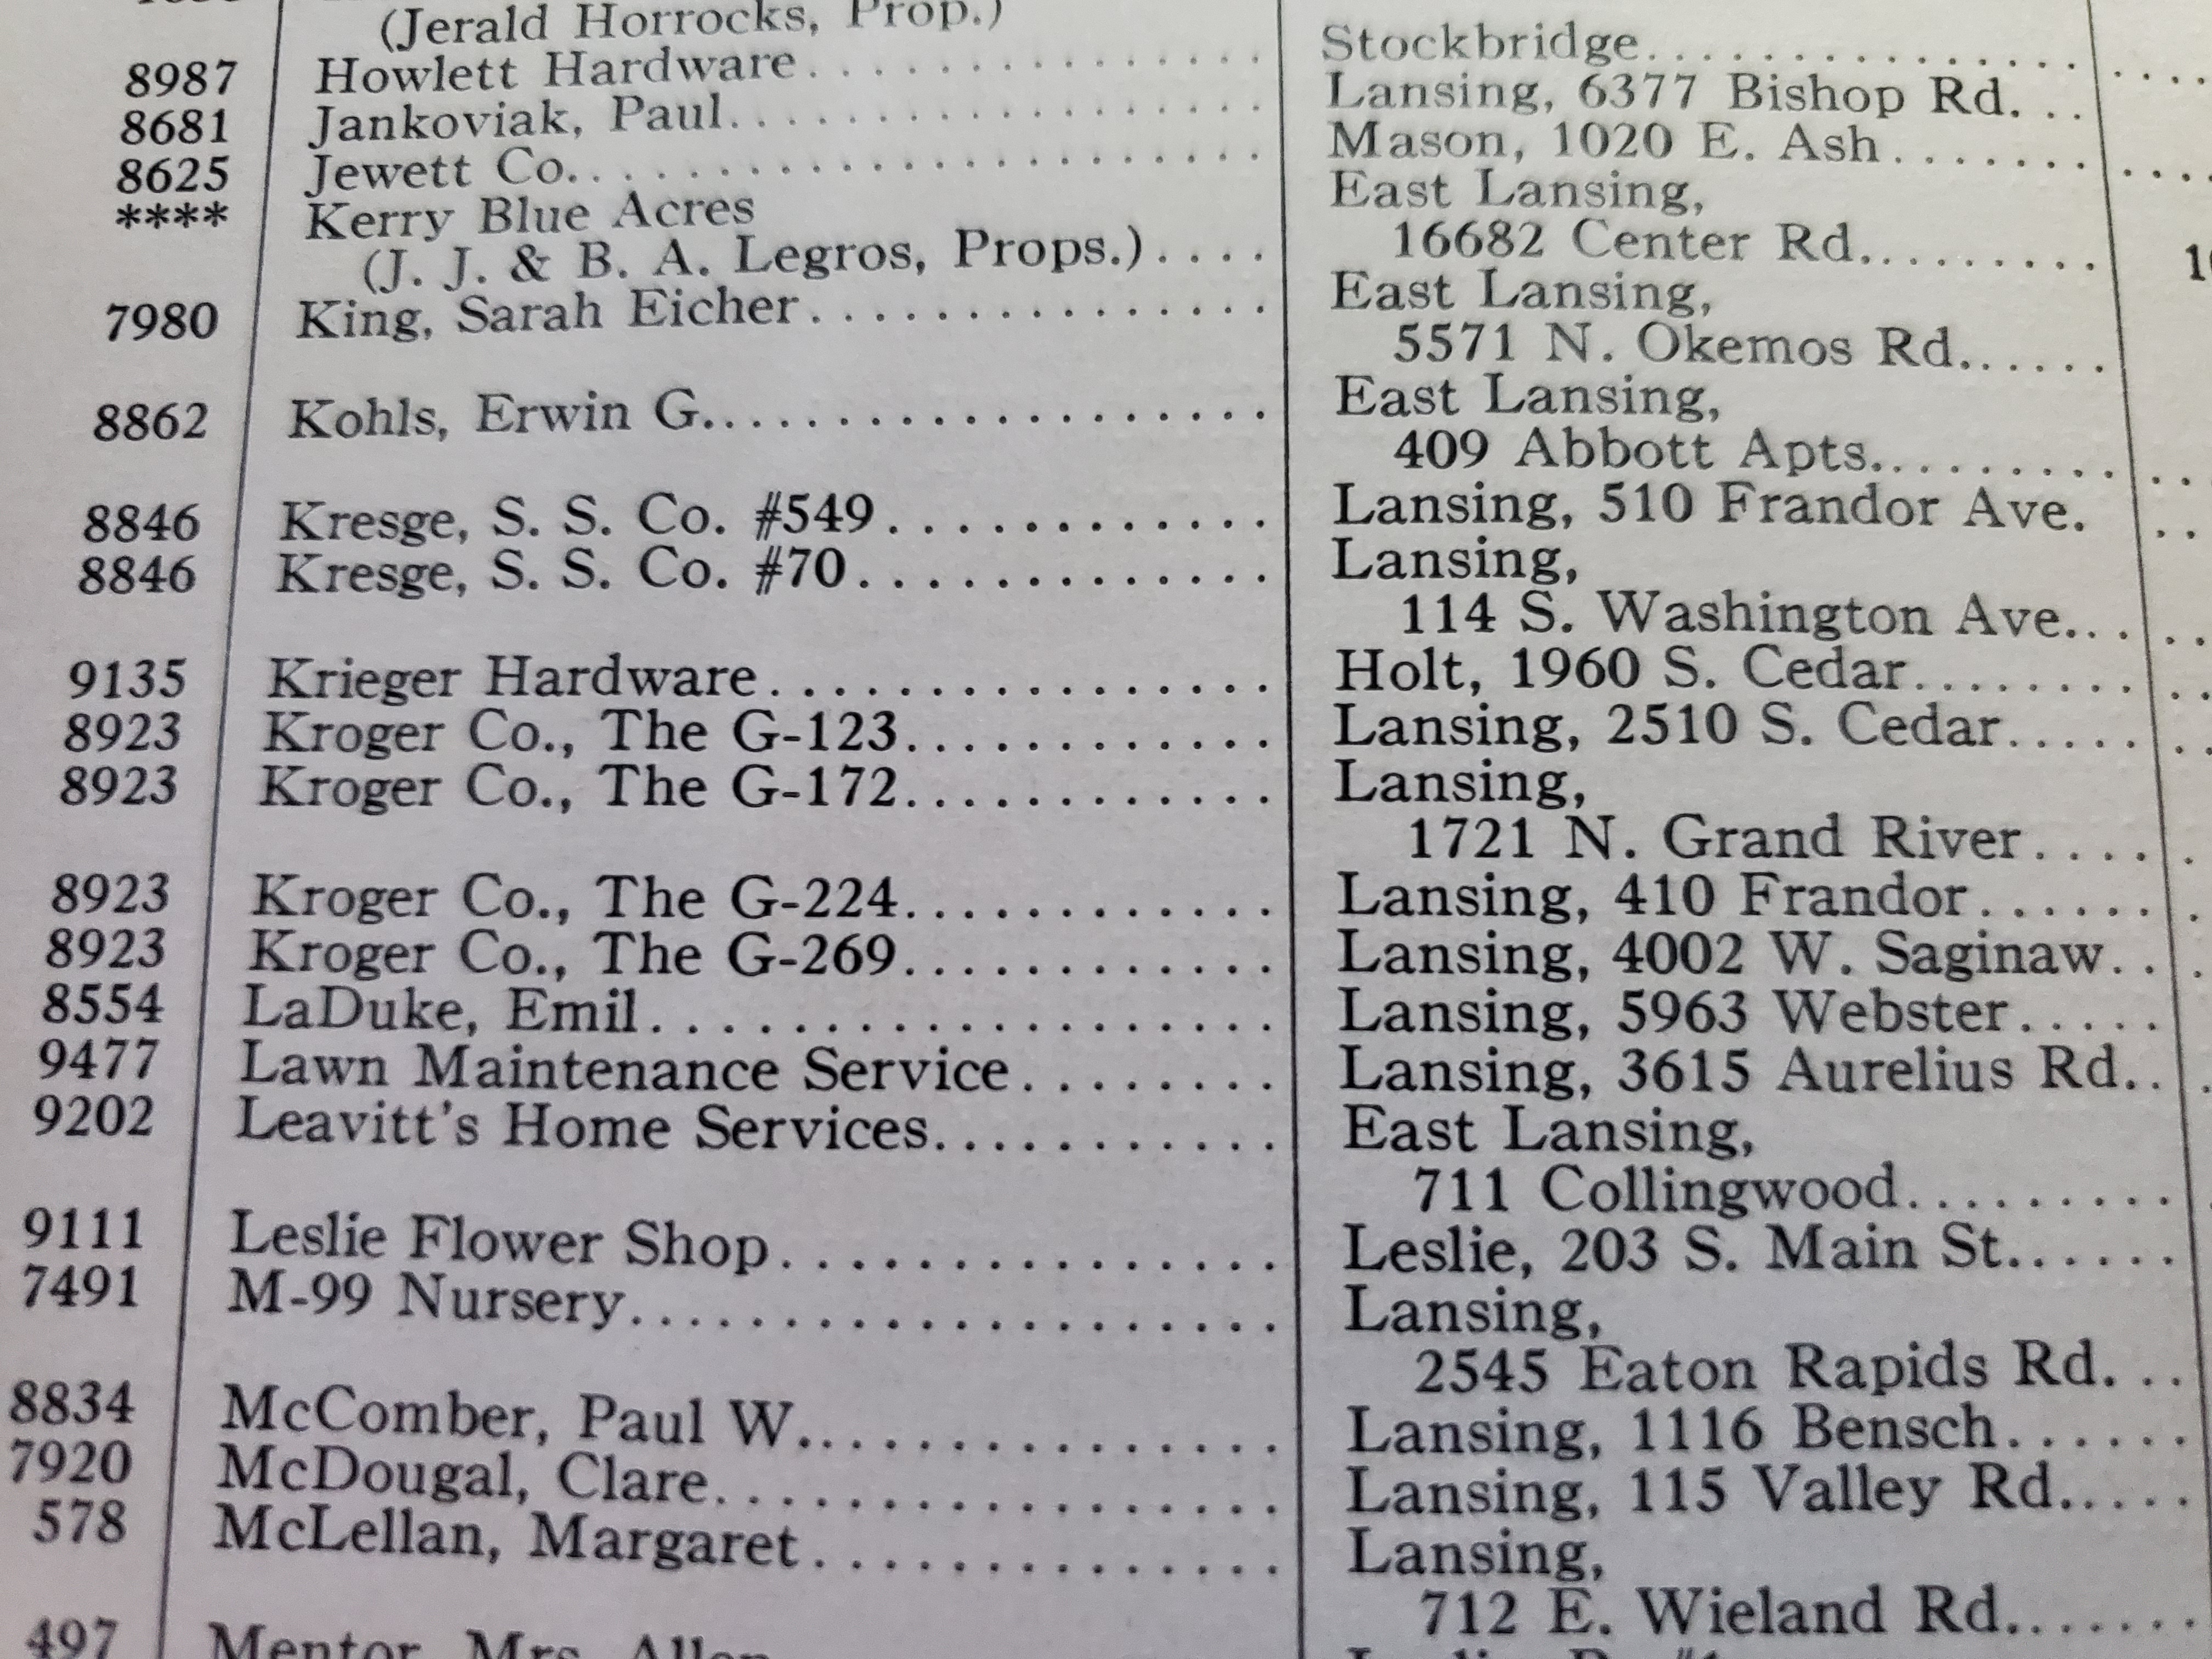 (Jerald Horrocks, Prop.)
8987 Howlett Hardware............... Stockbridge...............
8681 Jankoviak, Paul.................. Lansing, 6377 Bishop Rd...
8625 Jewett Co....................... Mason, 1020 E. Ash.......
**** Kerry Blue Acres East Lansing,
(J. J. & B. A. Legros, Props.).... 16682 Center Rd.........
7980 King, Sarah Eicher............... East Lansing,
5571 N. Okemos Rd......
8862 Kohls, Erwin G................... East Lansing,
409 Abbott Apts..........
8846 Kresge, S. S. Co. #549............ Lansing, 510 Frandor Ave.
8846 Kresge, S. S. Co. #70............. Lansing,
114 S. Washington Ave...
9135 Krieger Hardware................ Holt, 1960 S. Cedar........
8923 Kroger Co., The G-123............ Lansing, 2510 S. Cedar.....
8923 Kroger Co., The G-172............ Lansing,
1721 N. Grand River....
8923 Kroger Co., The G-224............ Lansing, 410 Frandor......
8923 Kroger Co., The G-269............ Lansing, 4002 W. Saginaw..
8554 LaDuke, Emil.................... Lansing, 5963 Webster.....
9477 Lawn Maintenance Service........ Lansing, 3615 Aurelius Rd..
9202 Leavitt's Home Services........... East Lansing,
711 Collingwood.........
9111 Leslie Flower Shop................ Leslie, 203 S. Main St......
7491 M-99 Nursery..................... Lansing,
2545 Eaton Rapids Rd...
8834 McComber, Paul W............... Lansing, 1116 Bensch......
7920 McDougal, Clare.................. Lansing, 115 Valley Rd.....
578 McLellan, Margaret.............. Lansing,
712 E. Wieland Rd.......
497 Mentor, Mrs. Allen